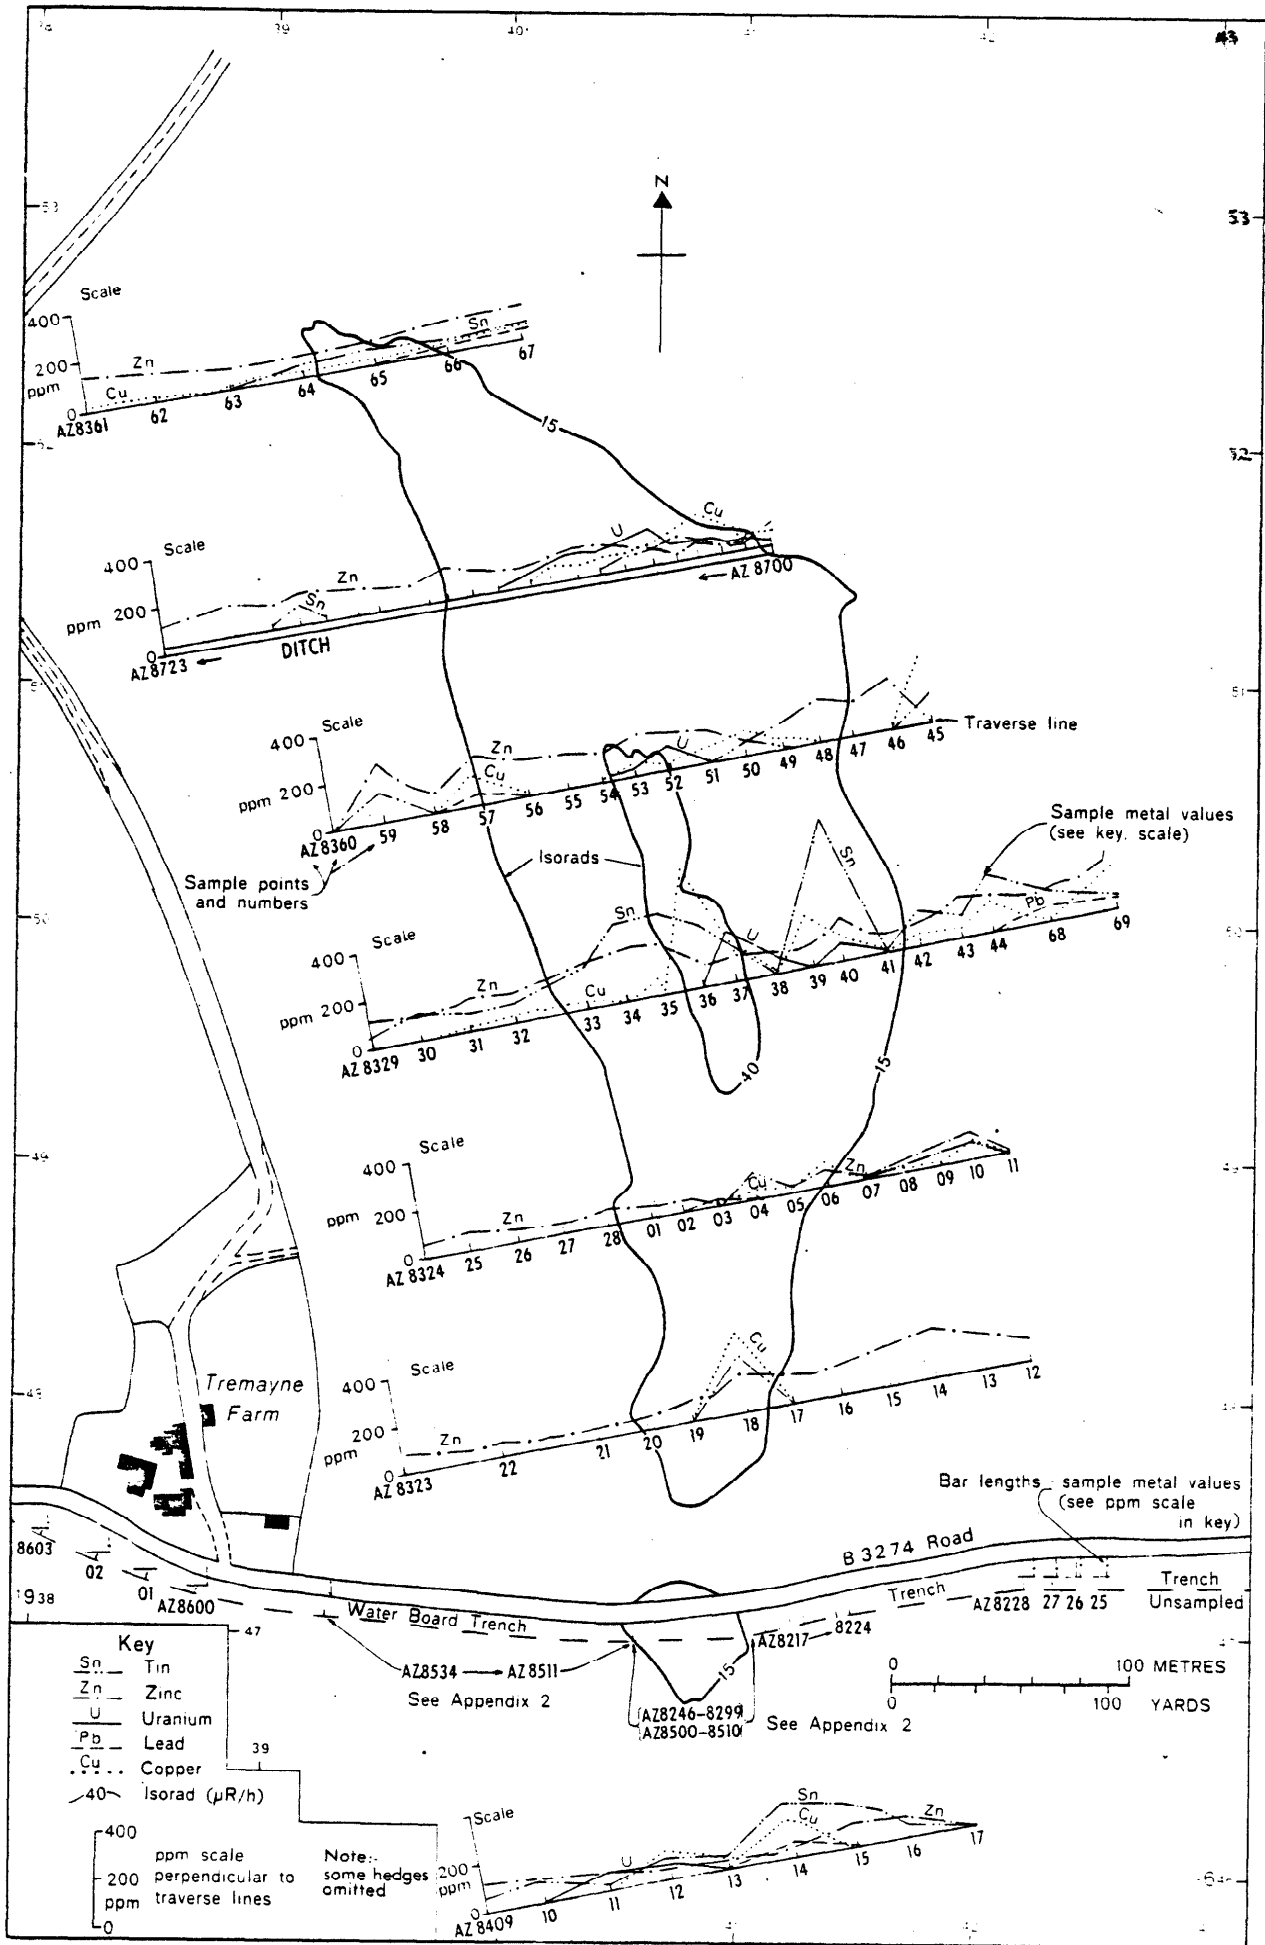 39
40
43
N
53
53
Scale
400
200
ppm
0
Zn
Cu
Sn
AZ8361
62
63
64
65
66
67
15
52
Scale
400
ppm 200
0
Zn
Sn
U
Cu
AZ 8700
AZ8723
DITCH
51
Scale
400
ppm 200
0
Zn
Cu
U
AZ8360
59
58
57
56
55
54
53
52
51
50
49
48
47
46
45
Traverse line
Sample metal values
(see key. scale)
Isorads
Sample points
and numbers
50
Scale
400
ppm 200
0
Zn
Cu
Sn
U
Sn
Pb
AZ 8329
30
31
32
33
34
35
36
37
38
39
40
41
42
43
44
68
69
40
15
49
49
Scale
400
ppm 200
0
Zn
Cu
Zn
AZ 8324
25
26
27
28
01
02
03
04
05
06
07
08
09
10
11
Scale
400
200
ppm
0
Zn
Cu
AZ 8323
22
21
20
19
18
17
16
15
14
13
12
Tremayne
Farm
Bar lengths - sample metal values
(see ppm scale
in key)
B 3274 Road
8603
02
01
AZ8600
Water Board Trench
Trench
AZ8228 27 26 25
Trench
Unsampled
1938
47
AZ8217
8224
AZ8534
AZ8511
See Appendix 2
15
AZ8246-8299
AZ8500-8510
See Appendix 2
0
100 METRES
0
100 YARDS
Key
Sn Tin
Zn Zinc
U Uranium
Pb Lead
Cu Copper
40 Isorad (µR/h)
39
400
200
ppm
0
ppm scale
perpendicular to
traverse lines
Note:-
some hedges
omitted
Scale
200
ppm
0
U
Sn
Cu
Zn
AZ 8409
10
11
12
13
14
15
16
17